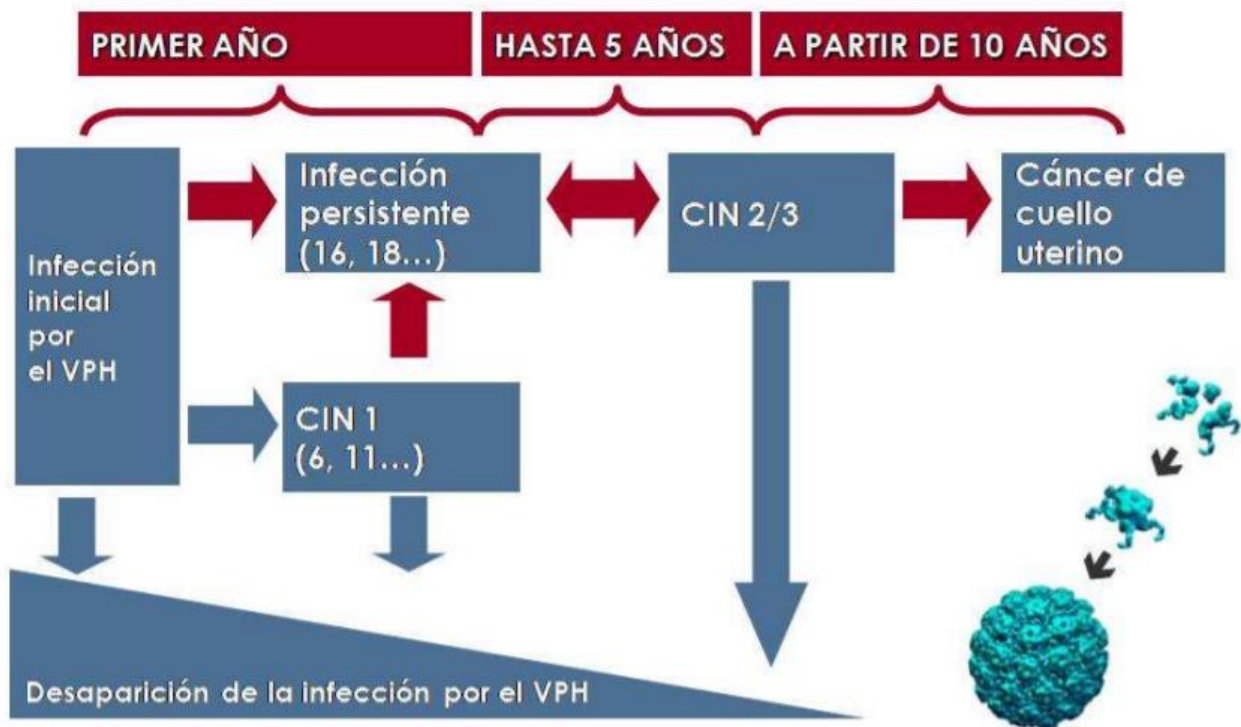 PRIMER AÑO
HASTA 5 AÑOS
A PARTIR DE 10 AÑOS
Infección
inicial
por
el VPH
Infección
persistente
(16, 18...)
CIN 2/3
Cáncer de
cuello
uterino
CIN 1
(6, 11...)
Desaparición de la infección por el VPH